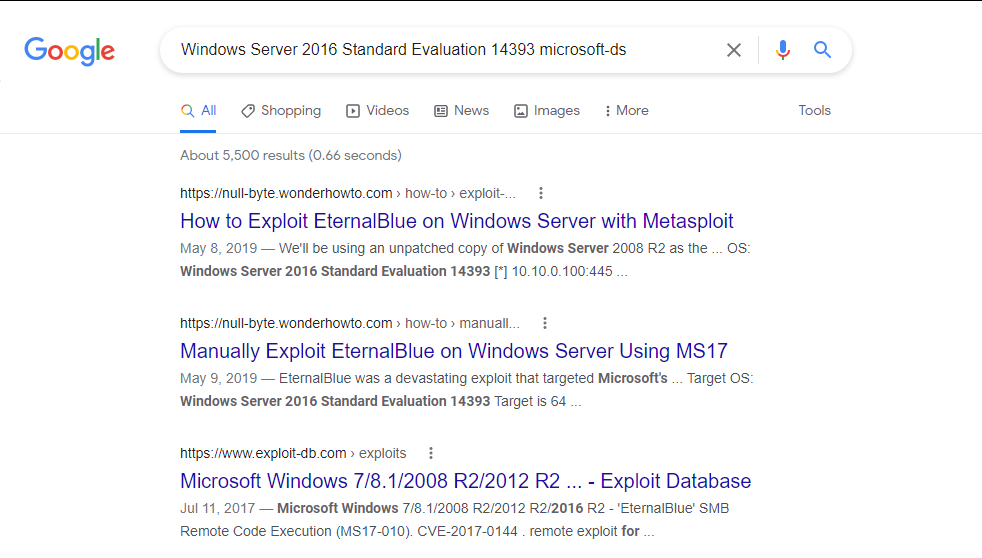 Google
Windows Server 2016 Standard Evaluation 14393 microsoft-ds
All Shopping Videos News Images More Tools
About 5,500 results (0.66 seconds)
https://null-byte.wonderhowto.com › how-to › exploit-...
How to Exploit EternalBlue on Windows Server with Metasploit
May 8, 2019 — We'll be using an unpatched copy of Windows Server 2008 R2 as the ... OS:
Windows Server 2016 Standard Evaluation 14393 [*] 10.10.0.100:445 ...
https://null-byte.wonderhowto.com › how-to › manuall...
Manually Exploit EternalBlue on Windows Server Using MS17
May 9, 2019 — EternalBlue was a devastating exploit that targeted Microsoft's ... Target OS:
Windows Server 2016 Standard Evaluation 14393 Target is 64 ...
https://www.exploit-db.com › exploits
Microsoft Windows 7/8.1/2008 R2/2012 R2 ... - Exploit Database
Jul 11, 2017 — Microsoft Windows 7/8.1/2008 R2/2012 R2/2016 R2 - 'EternalBlue' SMB
Remote Code Execution (MS17-010). CVE-2017-0144 . remote exploit for ...